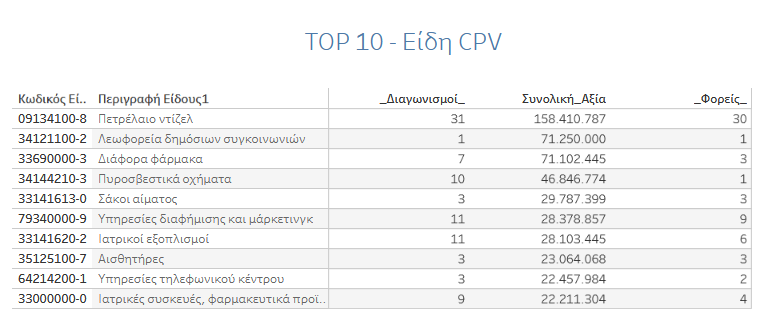 TOP 10 - Είδη CPV
Κωδικός Εί.. Περιγραφή Είδους1 _Διαγωνισμοί_ Συνολική_Αξία _Φορείς_
09134100-8 Πετρέλαιο ντίζελ 31 158.410.787 30
34121100-2 Λεωφορεία δημόσιων συγκοινωνιών 1 71.250.000 1
33690000-3 Διάφορα φάρμακα 7 71.102.445 3
34144210-3 Πυροσβεστικά οχήματα 10 46.846.774 1
33141613-0 Σάκοι αίματος 3 29.787.399 3
79340000-9 Υπηρεσίες διαφήμισης και μάρκετινγκ 11 28.378.857 9
33141620-2 Ιατρικοί εξοπλισμοί 11 28.103.445 6
35125100-7 Αισθητήρες 3 23.064.068 3
64214200-1 Υπηρεσίες τηλεφωνικού κέντρου 3 22.457.984 2
33000000-0 Ιατρικές συσκευές, φαρμακευτικά προϊ.. 9 22.211.304 4